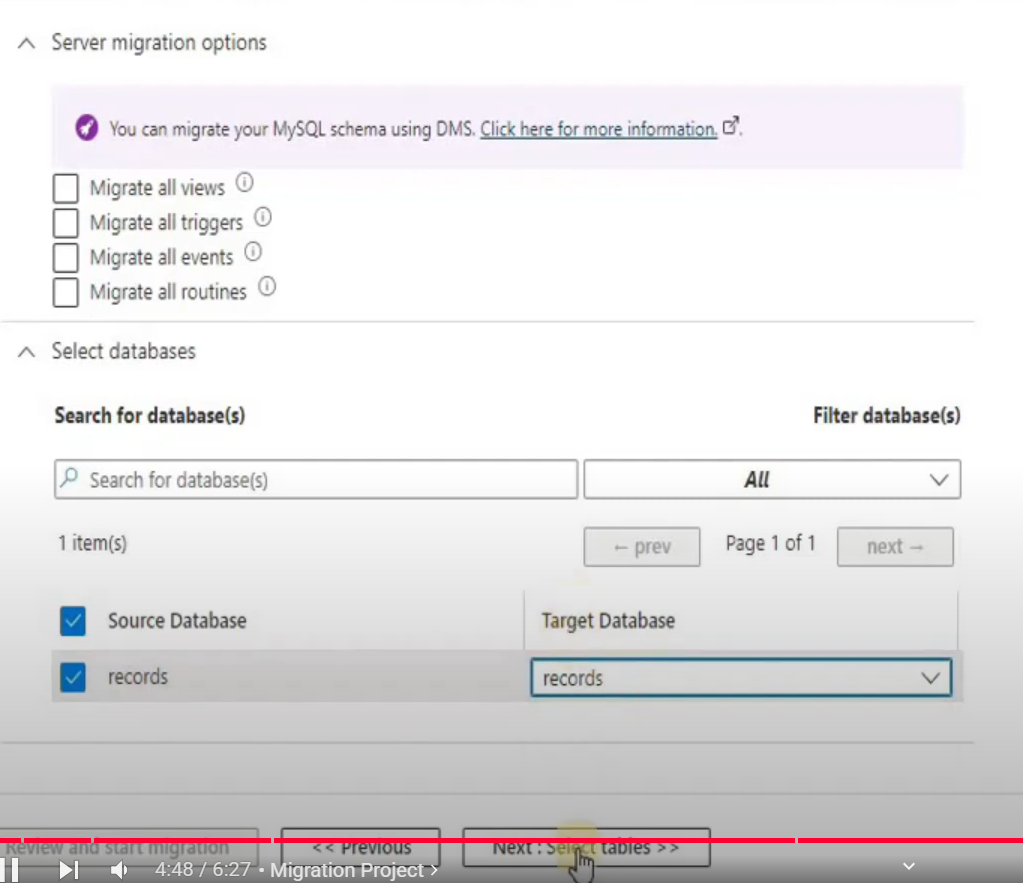 Server migration options
You can migrate your MySQL schema using DMS. Click here for more information.
Migrate all views
Migrate all triggers
Migrate all events
Migrate all routines
Select databases
Search for database(s) Filter database(s)
Search for database(s) All
1 item(s) ← prev Page 1 of 1 next →
Source Database Target Database
records records
Review and start migration << Previous Next : Select tables >>
4:48 / 6:27 • Migration Project >